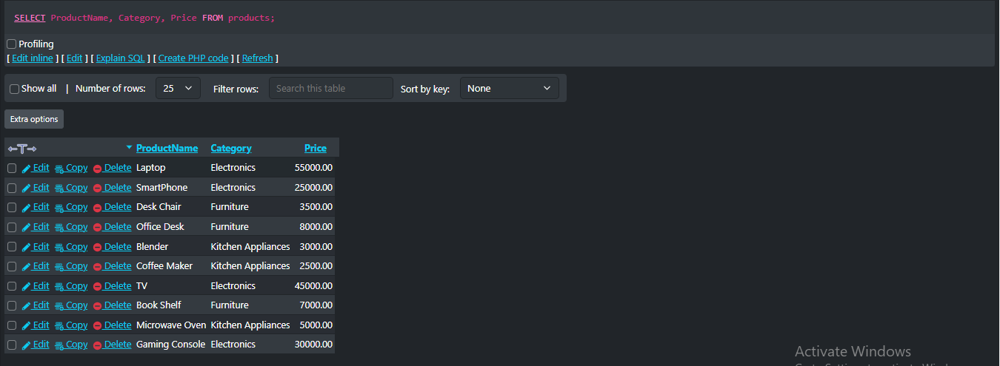 SELECT ProductName, Category, Price FROM products;
Profiling
[ Edit inline ] [ Edit ] [ Explain SQL ] [ Create PHP code ] [ Refresh ]
Show all | Number of rows: 25 Filter rows: Search this table Sort by key: None
Extra options
ProductName Category Price
Edit Copy Delete Laptop Electronics 55000.00
Edit Copy Delete SmartPhone Electronics 25000.00
Edit Copy Delete Desk Chair Furniture 3500.00
Edit Copy Delete Office Desk Furniture 8000.00
Edit Copy Delete Blender Kitchen Appliances 3000.00
Edit Copy Delete Coffee Maker Kitchen Appliances 2500.00
Edit Copy Delete TV Electronics 45000.00
Edit Copy Delete Book Shelf Furniture 7000.00
Edit Copy Delete Microwave Oven Kitchen Appliances 5000.00
Edit Copy Delete Gaming Console Electronics 30000.00
Activate Windows